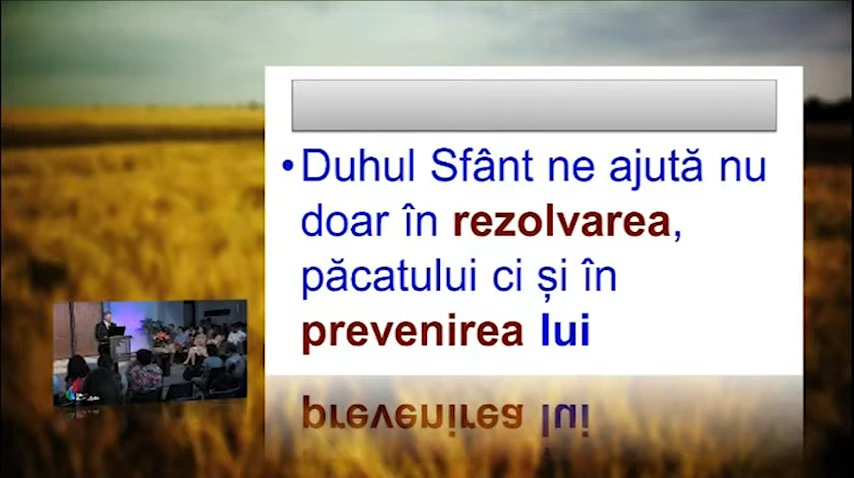 •Duhul Sfânt ne ajută nu
doar în rezolvarea,
păcatului ci și în
prevenirea lui